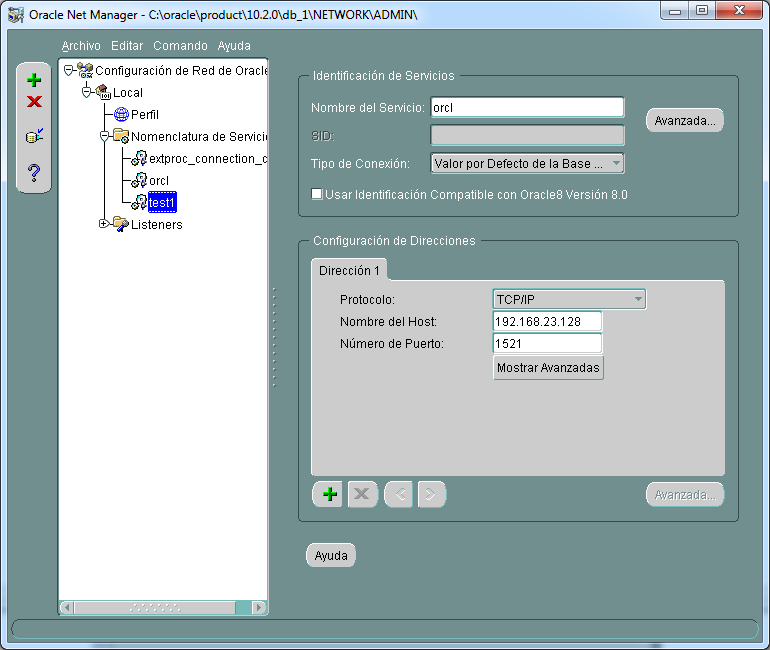 Oracle Net Manager - C:\oracle\product\10.2.0\db_1\NETWORK\ADMIN\
Archivo Editar Comando Ayuda
Configuración de Red de Oracle
Local
Perfil
Nomenclatura de Servici
extproc_connection_c
orcl
test1
Listeners
Identificación de Servicios
Nombre del Servicio: orcl
Avanzada...
SID:
Tipo de Conexión: Valor por Defecto de la Base ...
Usar Identificación Compatible con Oracle8 Versión 8.0
Configuración de Direcciones
Dirección 1
Protocolo: TCP/IP
Nombre del Host: 192.168.23.128
Número de Puerto: 1521
Mostrar Avanzadas
Avanzada...
Ayuda